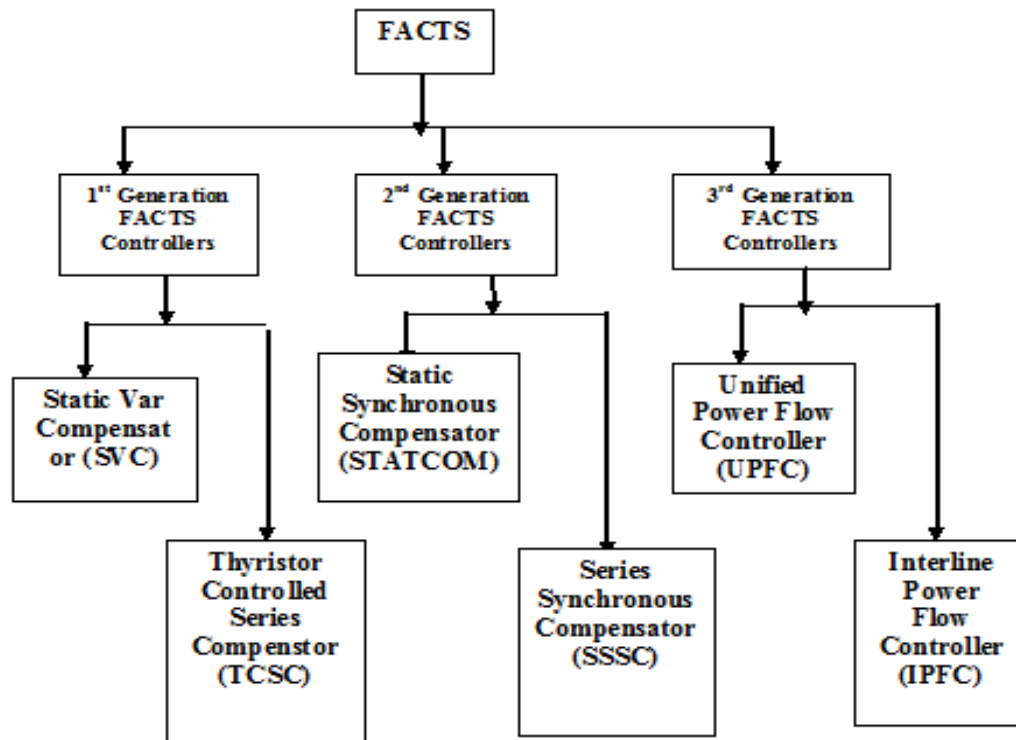 FACTS
1st Generation
FACTS
Controllers
2nd Generation
FACTS
Controllers
3rd Generation
FACTS
Controllers
Static Var
Compensat
or (SVC)
Static
Synchronous
Compensator
(STATCOM)
Unified
Power Flow
Controller
(UPFC)
Thyristor
Controlled
Series
Compenstor
(TCSC)
Series
Synchronous
Compensator
(SSSC)
Interline
Power
Flow
Controller
(IPFC)